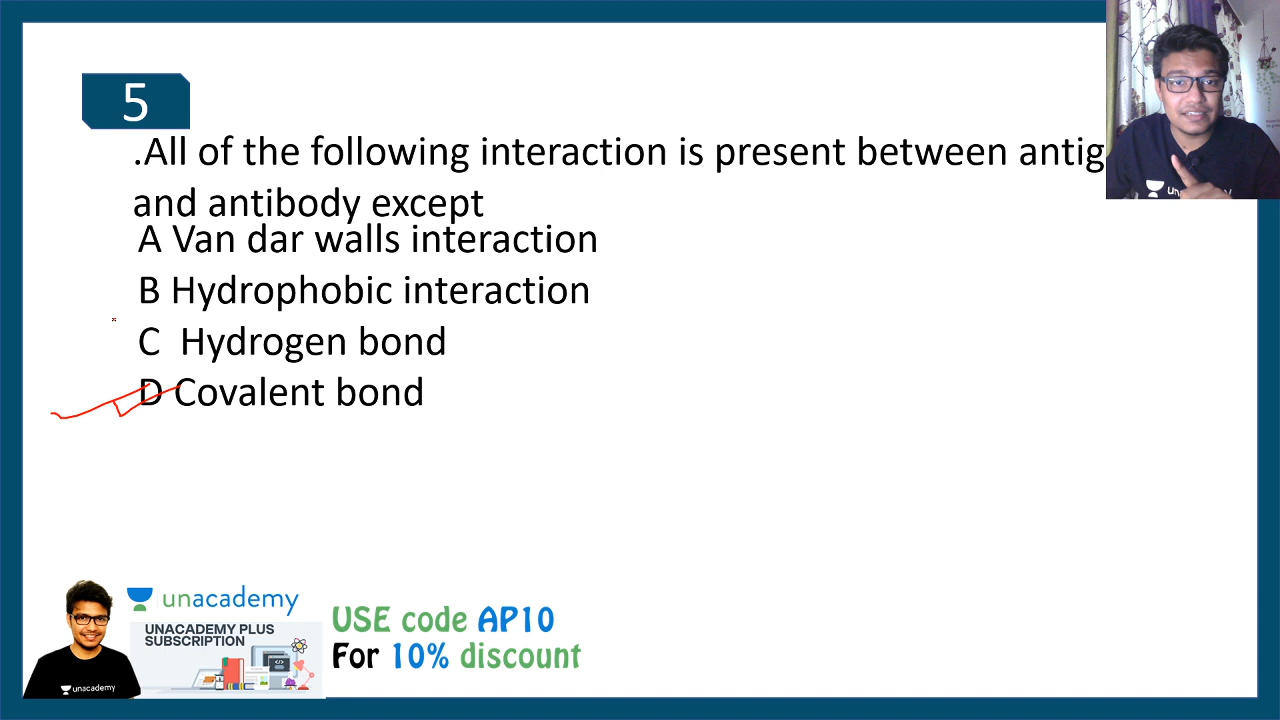 5
.All of the following interaction is present between antig
and antibody except
A Van dar walls interaction
B Hydrophobic interaction
C Hydrogen bond
D Covalent bond
unacademy
UNACADEMY PLUS
SUBSCRIPTION
USE code AP10
For 10% discount
unacademy